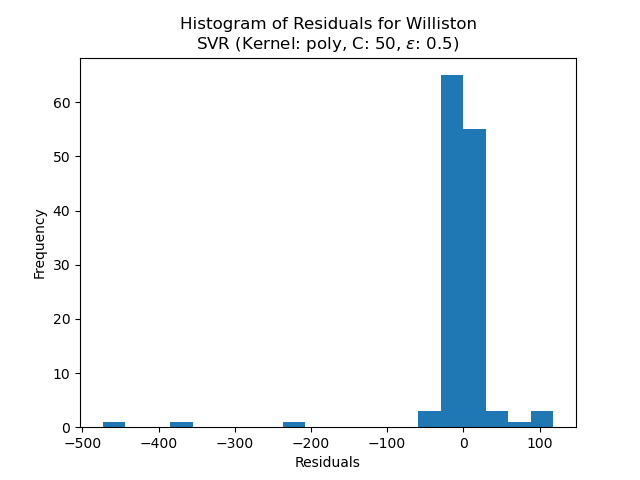 Histogram of Residuals for Williston
SVR (Kernel: poly, C: 50, ε: 0.5)
Frequency
60
50
40
30
20
10
0
−500 −400 −300 −200 −100 0 100
Residuals